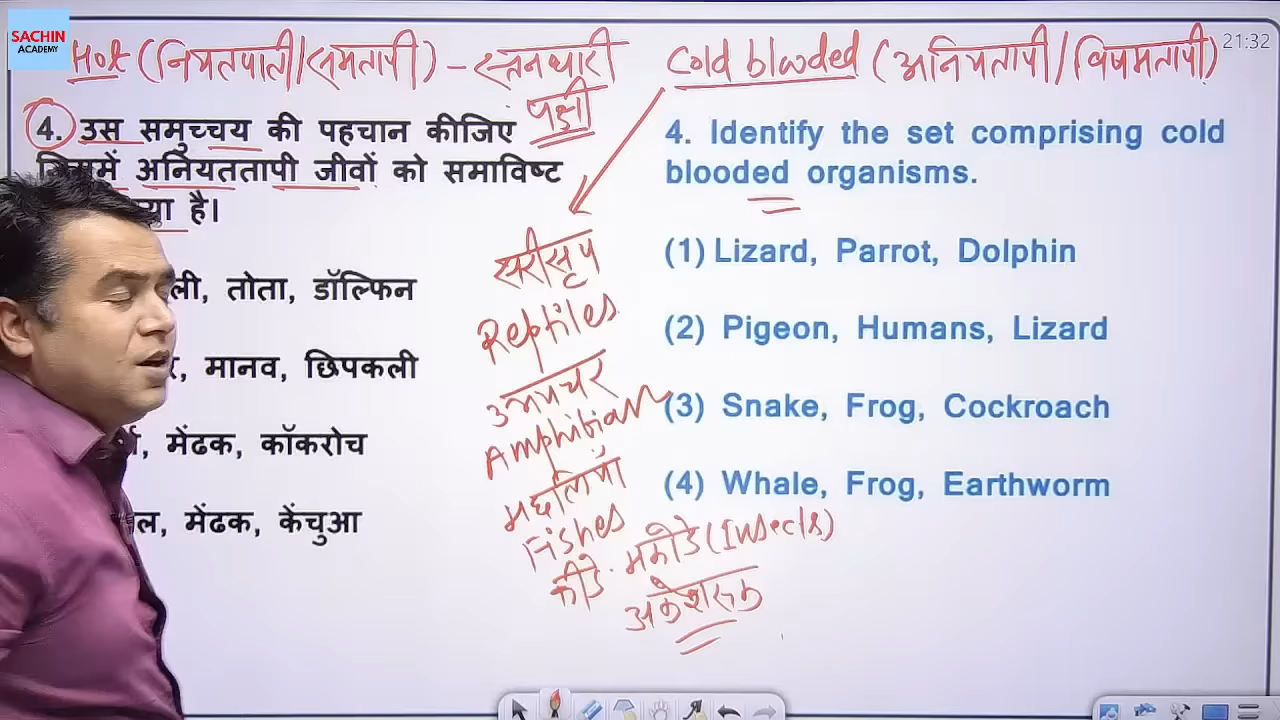 SACHIN
ACADEMY
21:32
Hot (नियतपाती/समतापी) - स्तनधारी
पक्षी
Cold blooded (अनियतापी/विषमतापी)
4. उस समुच्चय की पहचान कीजिए
जिसमें अनियततापी जीवों को समाविष्ट
है।
ली, तोता, डॉल्फिन
र, मानव, छिपकली
मेंढक, कॉकरोच
ल, मेंढक, केंचुआ
सरीसृप
Reptiles
उभयचर
Amphibian
मछलियाँ
Fishes
कीडे. मकोडे (Insects)
अकशेरूक
4. Identify the set comprising cold
blooded organisms.
(1) Lizard, Parrot, Dolphin
(2) Pigeon, Humans, Lizard
(3) Snake, Frog, Cockroach
(4) Whale, Frog, Earthworm